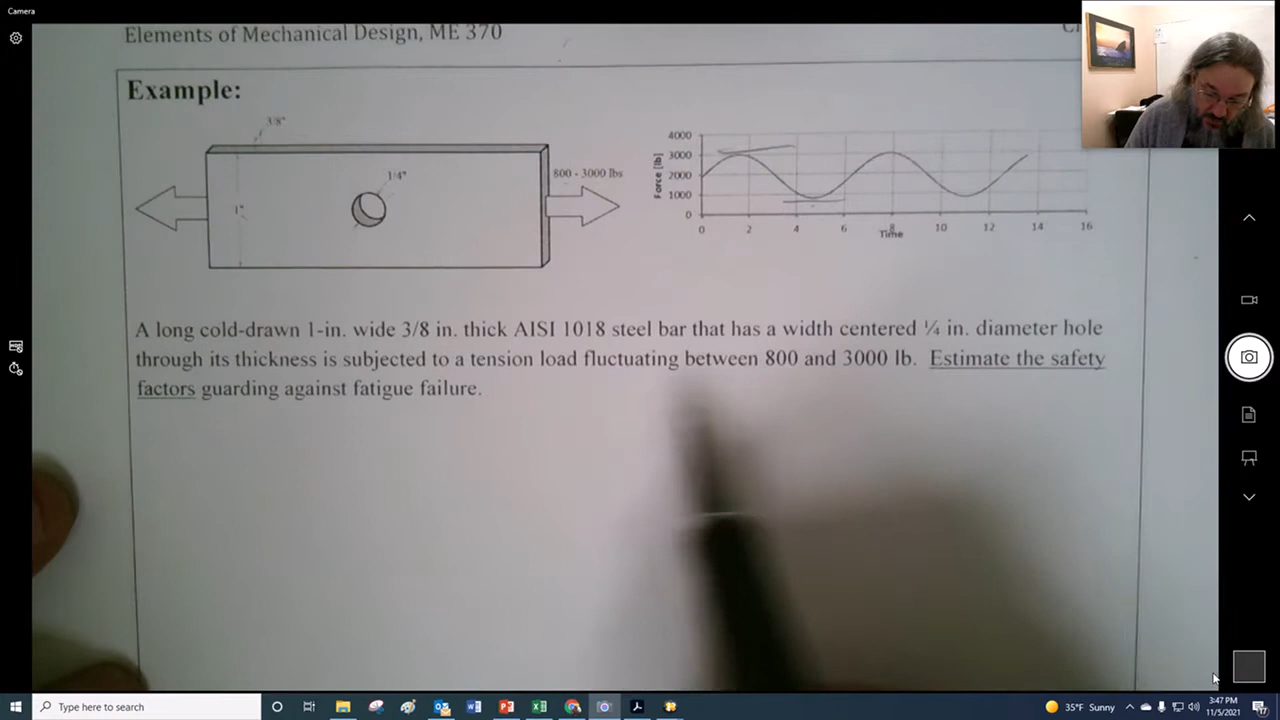 Camera
Elements of Mechanical Design, ME 370
Example:
3/8"
1/4"
1"
800 - 3000 lbs
4000
3000
2000
1000
0
Force [lb]
0 2 4 6 8 10 12 14 16
Time
A long cold-drawn 1-in. wide 3/8 in. thick AISI 1018 steel bar that has a width centered ¼ in. diameter hole
through its thickness is subjected to a tension load fluctuating between 800 and 3000 lb. Estimate the safety
factors guarding against fatigue failure.
Type here to search
35°F Sunny
3:47 PM
11/5/2021
17